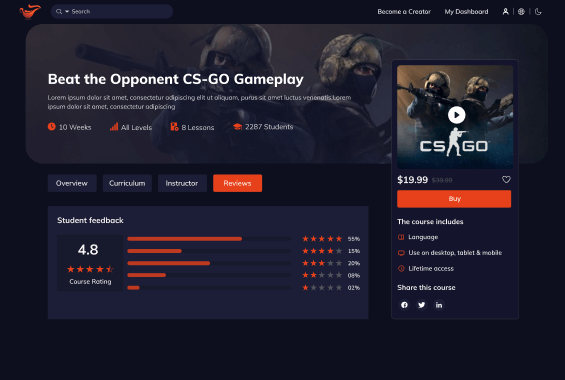 Search
Become a Creator
My Dashboard
Beat the Opponent CS-GO Gameplay
Lorem ipsum dolor sit amet, consectetur adipiscing elit ut aliquam, purus sit amet luctus venenatis Lorem
ipsum dolor sit amet, consectetur adipiscing
10 Weeks
All Levels
8 Lessons
2287 Students
CS GO
$19.99 $39.99
Buy
The course includes
Language
Use on desktop, tablet & mobile
Lifetime access
Share this course
Overview
Curriculum
Instructor
Reviews
Student feedback
4.8
Course Rating
55%
15%
20%
08%
02%